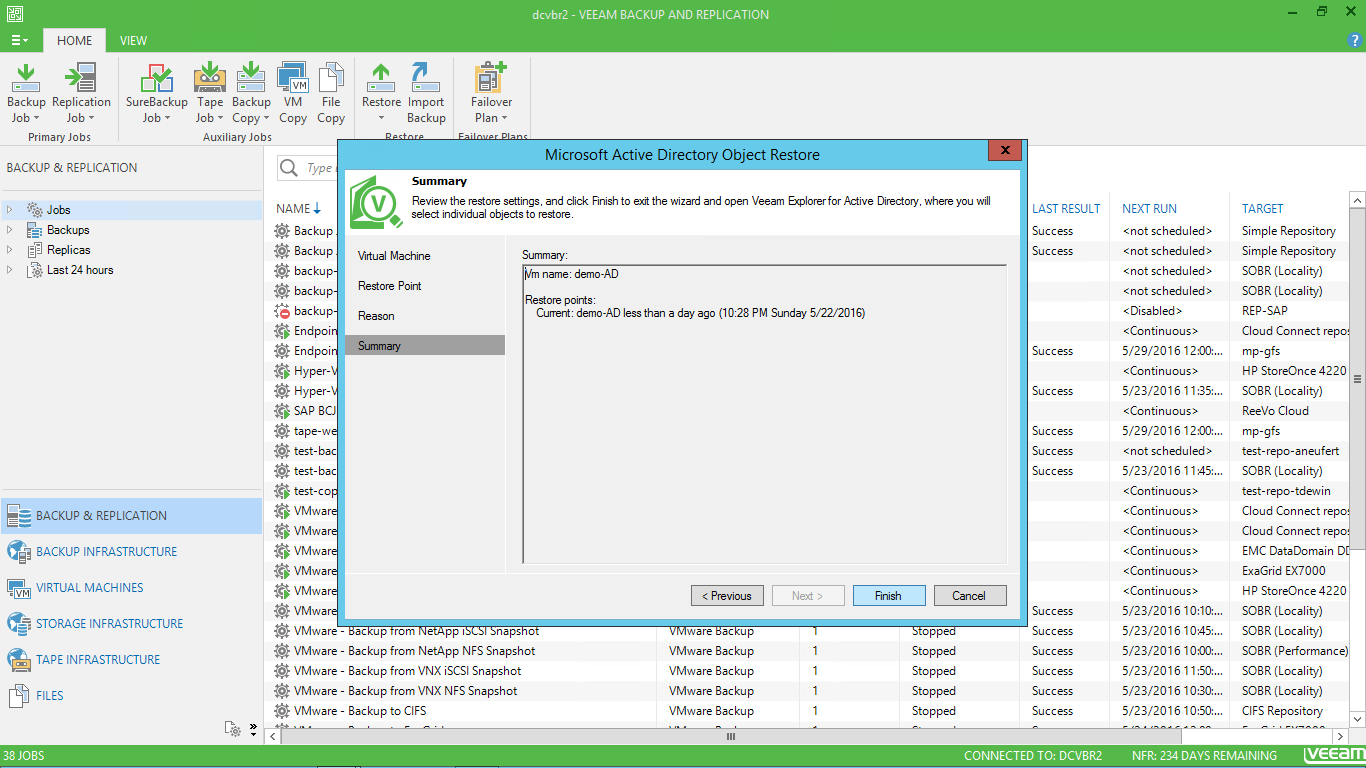 dcvbr2 - VEEAM BACKUP AND REPLICATION
HOME VIEW
Backup Job
Replication Job
SureBackup Job
Tape Job
Backup Copy
VM Copy
File Copy
Restore
Import Backup
Failover Plan
Primary Jobs
Auxiliary Jobs
Restore
Failover Plans
BACKUP & REPLICATION
Jobs
Backups
Replicas
Last 24 hours
BACKUP & REPLICATION
BACKUP INFRASTRUCTURE
VIRTUAL MACHINES
STORAGE INFRASTRUCTURE
TAPE INFRASTRUCTURE
FILES
Type
Microsoft Active Directory Object Restore
X
Summary
Review the restore settings, and click Finish to exit the wizard and open Veeam Explorer for Active Directory, where you will
select individual objects to restore.
Virtual Machine
Restore Point
Reason
Summary
Summary:
Vm name: demo-AD
Restore points:
Current: demo-AD less than a day ago (10:28 PM Sunday 5/22/2016)
< Previous Next > Finish Cancel
NAME LAST RESULT NEXT RUN TARGET
Backup Success <not scheduled> Simple Repository
Backup Success <not scheduled> Simple Repository
backup- <not scheduled> SOBR (Locality)
backup- <not scheduled> SOBR (Locality)
backup- <Disabled> REP-SAP
Endpoin <Continuous> Cloud Connect repos
Endpoin Success 5/29/2016 12:00:... mp-gfs
Hyper-V <Continuous> HP StoreOnce 4220
Hyper-V Success 5/23/2016 11:35:... SOBR (Locality)
SAP BCJ <Continuous> ReeVo Cloud
tape-we Success 5/29/2016 12:00:... mp-gfs
test-bac Success <not scheduled> test-repo-aneufert
test-bac Success 5/23/2016 11:45:... SOBR (Locality)
test-cop <Continuous> test-repo-tdewin
VMware <Continuous> Cloud Connect repos
VMware <Continuous> Cloud Connect repos
VMware <Continuous> EMC DataDomain DD
VMware <Continuous> ExaGrid EX7000
VMware <Continuous> HP StoreOnce 4220
VMware Success 5/23/2016 10:10:... SOBR (Locality)
VMware - Backup from NetApp iSCSI Snapshot VMware Backup 1 Stopped Success 5/23/2016 10:45:... SOBR (Locality)
VMware - Backup from NetApp NFS Snapshot VMware Backup 1 Stopped Success 5/23/2016 10:00:... SOBR (Performance)
VMware - Backup from VNX iSCSI Snapshot VMware Backup 1 Stopped Success 5/23/2016 11:50:... SOBR (Locality)
VMware - Backup from VNX NFS Snapshot VMware Backup 1 Stopped Success 5/23/2016 10:30:... SOBR (Locality)
VMware - Backup to CIFS VMware Backup 1 Stopped Success 5/23/2016 10:50:... CIFS Repository
38 JOBS CONNECTED TO: DCVBR2 NFR: 234 DAYS REMAINING veeam